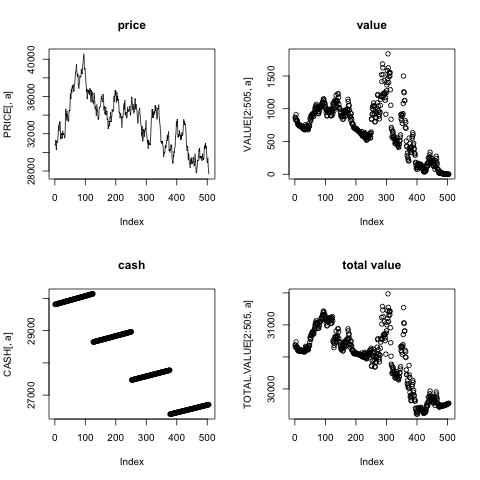 price
PRICE[, a]
28000 32000 36000 40000
0 100 200 300 400 500
Index
value
VALUE[2:505, a]
0 500 1000 1500
0 100 200 300 400 500
Index
cash
CASH[, a]
27000 29000
0 100 200 300 400 500
Index
total value
TOTAL.VALUE[2:505, a]
30000 31000
0 100 200 300 400 500
Index